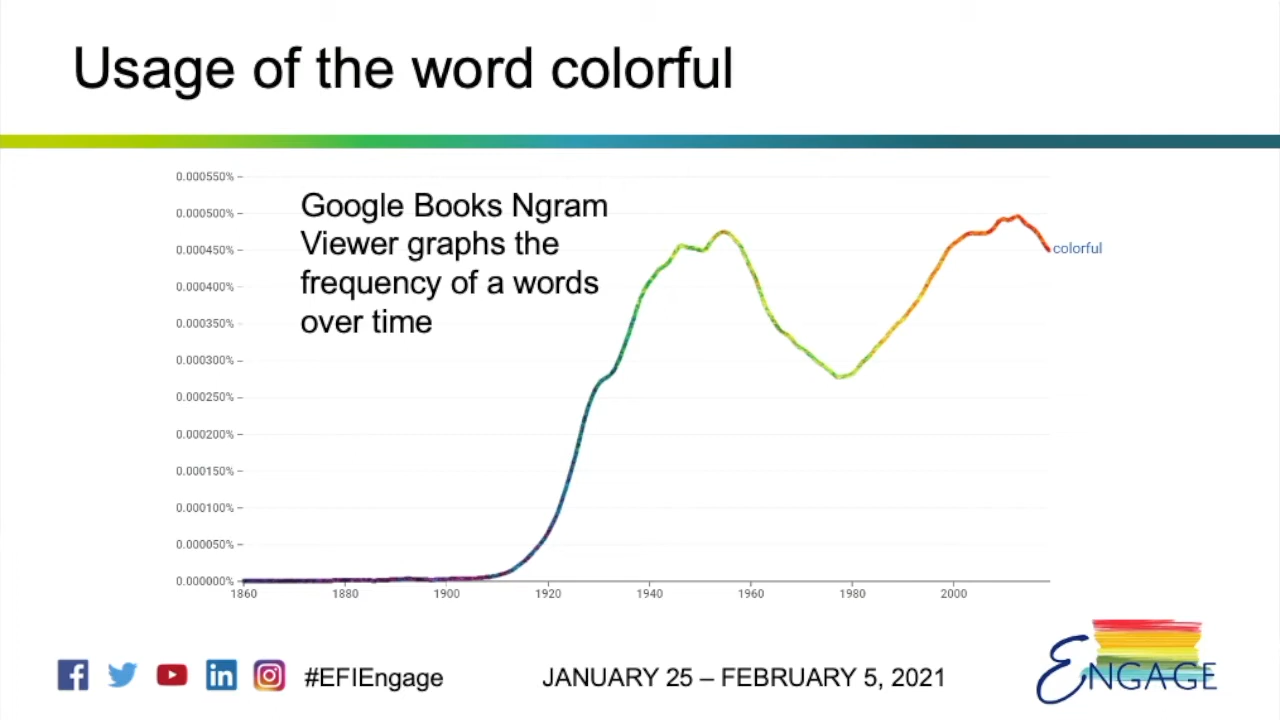 Usage of the word colorful
Google Books Ngram
Viewer graphs the
frequency of a words
over time
0.000550%
0.000500%
0.000450%
0.000400%
0.000350%
0.000300%
0.000250%
0.000200%
0.000150%
0.000100%
0.000050%
0.000000%
colorful
1860 1880 1900 1920 1940 1960 1980 2000
#EFIEngage JANUARY 25 – FEBRUARY 5, 2021
ENGAGE